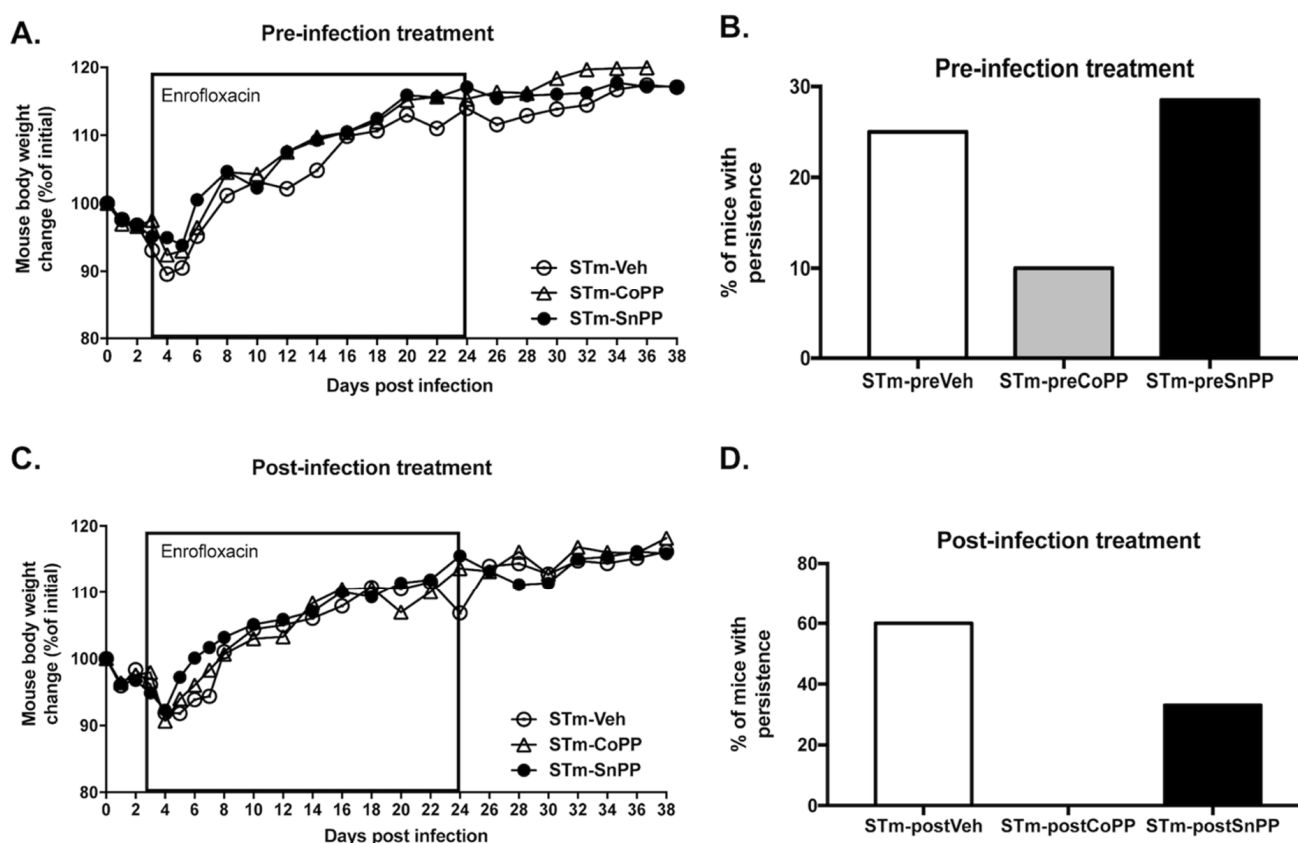 A.
Pre-infection treatment
Mouse body weight
change (%of initial)
120
110
100
90
80
Enrofloxacin
STm-Veh
STm-CoPP
STm-SnPP
0 2 4 6 8 10 12 14 16 18 20 22 24 26 28 30 32 34 36 38
Days post infection
B.
Pre-infection treatment
% of mice with
persistence
30
20
10
0
STm-preVeh STm-preCoPP STm-preSnPP
C.
Post-infection treatment
Mouse body weight
change (%of initial)
120
110
100
90
80
Enrofloxacin
STm-Veh
STm-CoPP
STm-SnPP
0 2 4 6 8 10 12 14 16 18 20 22 24 26 28 30 32 34 36 38
Days post infection
D.
Post-infection treatment
% of mice with
persistence
80
60
40
20
0
STm-postVeh STm-postCoPP STm-postSnPP